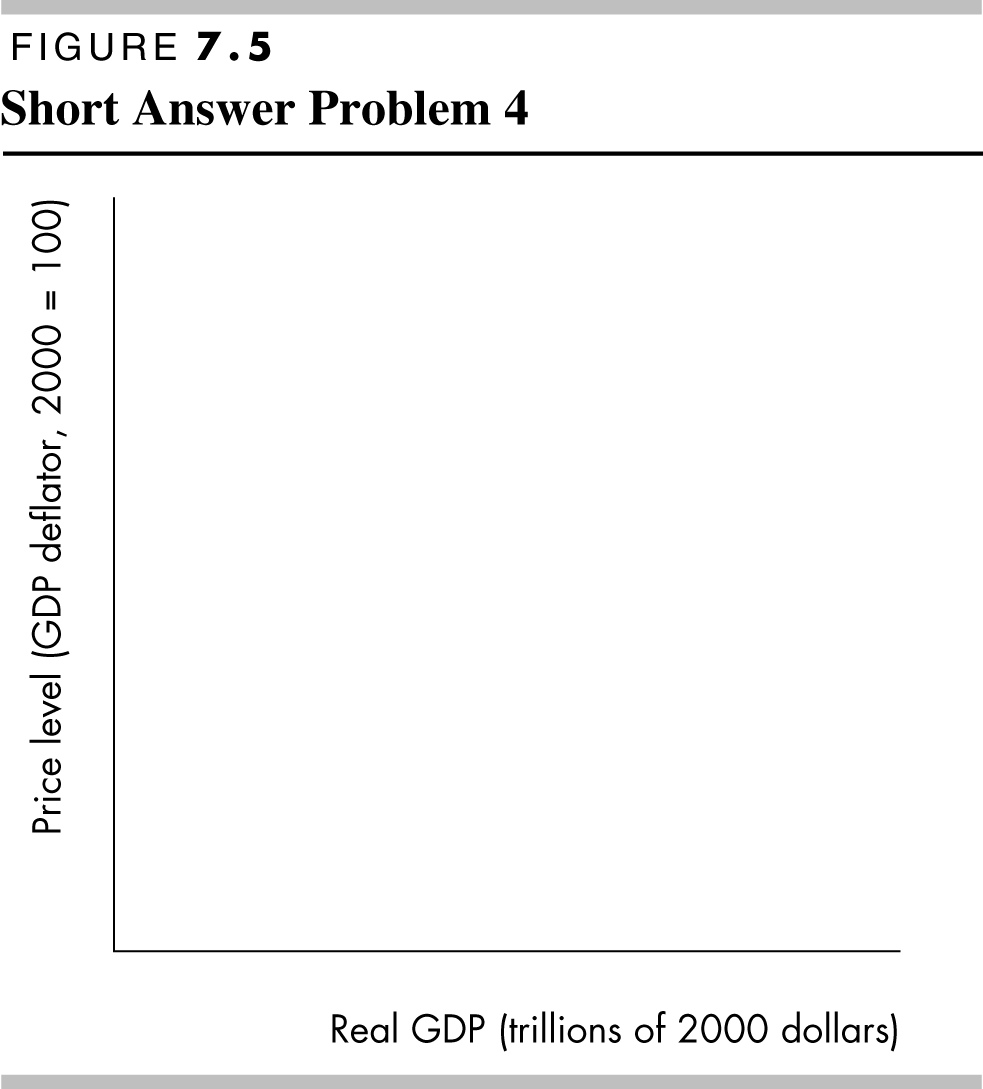 FIGURE 7.5
Short Answer Problem 4
Price level (GDP deflator, 2000 = 100)
Real GDP (trillions of 2000 dollars)